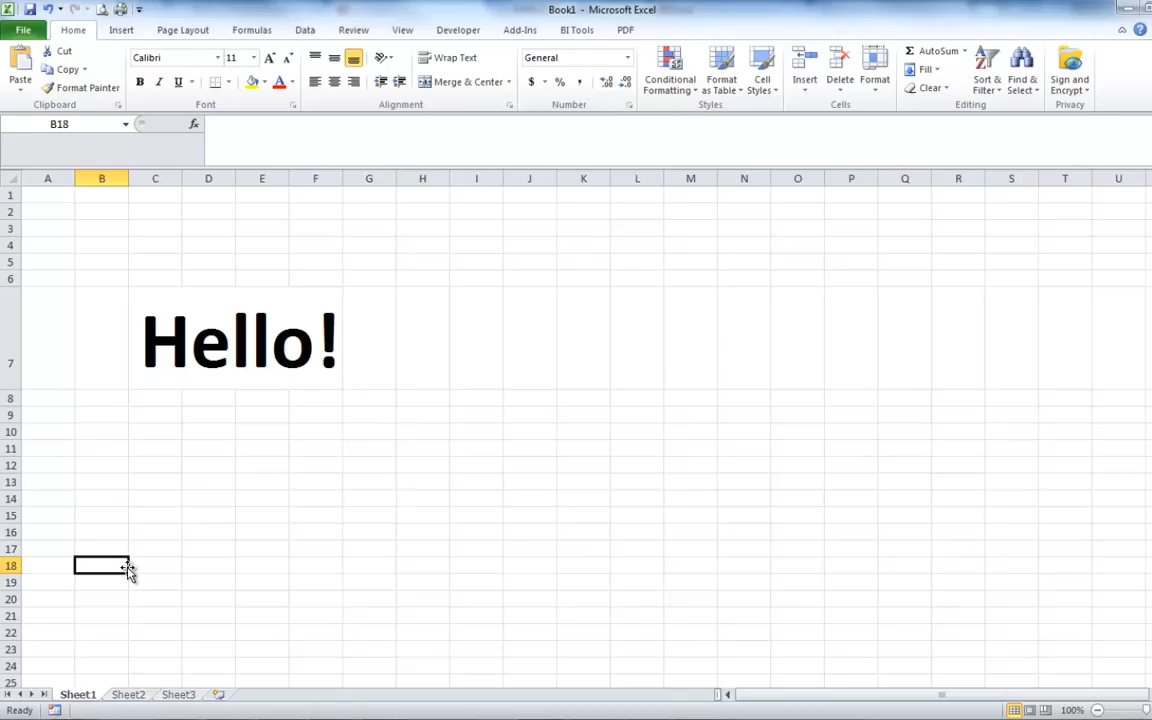 Book1 - Microsoft Excel
File Home Insert Page Layout Formulas Data Review View Developer Add-Ins BI Tools PDF
Cut Calibri 11 Wrap Text General AutoSum
Paste Copy Conditional Formatting Format as Table Cell Styles Insert Delete Format Fill Sort & Filter Find & Select Sign and Encrypt
Format Painter B I U A Merge & Center $ % , Clear
Clipboard Font Alignment Number Styles Cells Editing Privacy
B18 fx
A B C D E F G H I J K L M N O P Q R S T U
1
2
3
4
5
6
7 Hello!
8
9
10
11
12
13
14
15
16
17
18
19
20
21
22
23
24
25
Sheet1 Sheet2 Sheet3
Ready 100%